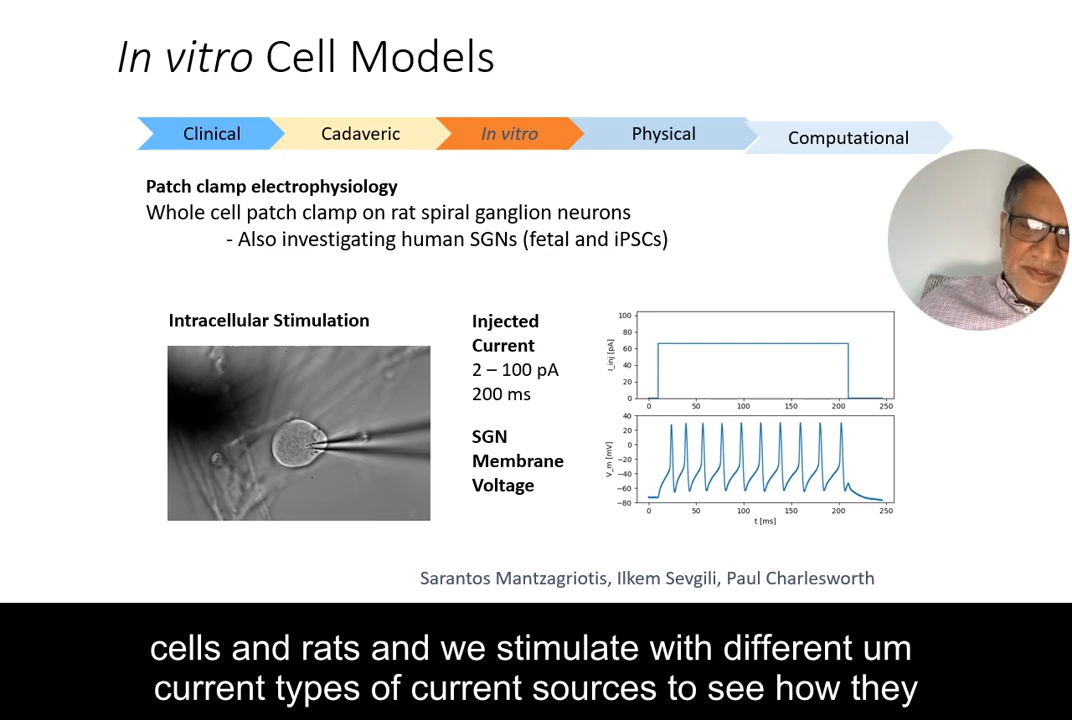 In vitro Cell Models
Clinical
Cadaveric
In vitro
Physical
Computational
Patch clamp electrophysiology
Whole cell patch clamp on rat spiral ganglion neurons
- Also investigating human SGNs (fetal and iPSCs)
Intracellular Stimulation
Injected
Current
2 – 100 pA
200 ms
SGN
Membrane
Voltage
I_inj [pA]
100
80
60
40
20
0
0 50 100 150 200 250
V_m [mV]
40
20
0
−20
−40
−60
−80
0 50 100 150 200 250
t [ms]
Sarantos Mantzagriotis, Ilkem Sevgili, Paul Charlesworth
cells and rats and we stimulate with different um
current types of current sources to see how they